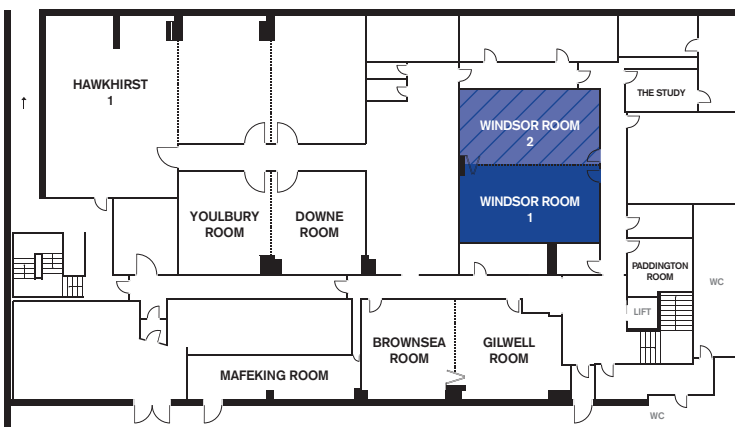 HAWKHIRST
1
THE STUDY
WINDSOR ROOM
2
WINDSOR ROOM
1
YOULBURY
ROOM
DOWNE
ROOM
PADDINGTON
ROOM
WC
LIFT
BROWNSEA
ROOM
GILWELL
ROOM
MAFEKING ROOM
WC